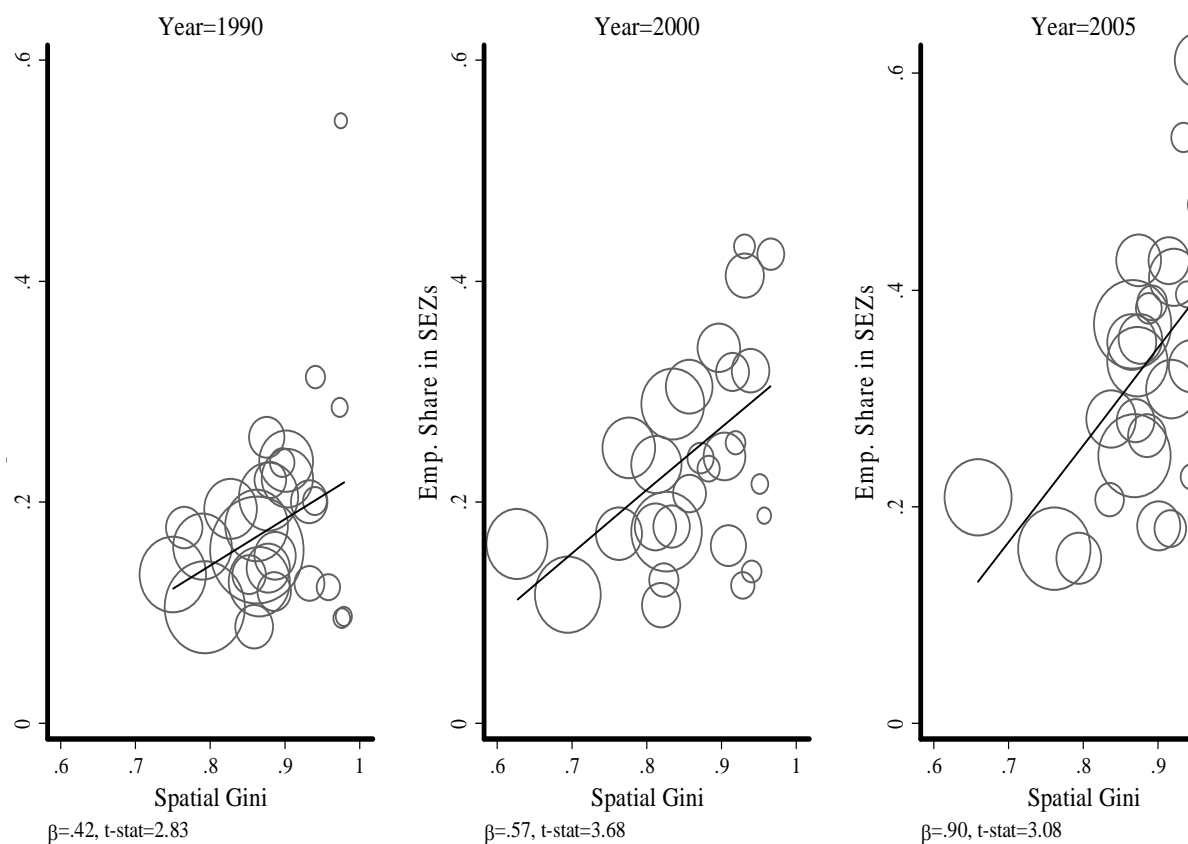 Year=1990
.6
.4
.2
0
.6 .7 .8 .9 1
Spatial Gini
β=.42, t-stat=2.83
Year=2000
Emp. Share in SEZs
.6
.4
.2
0
.6 .7 .8 .9 1
Spatial Gini
β=.57, t-stat=3.68
Year=2005
Emp. Share in SEZs
.6
.4
.2
0
.6 .7 .8 .9
Spatial Gini
β=.90, t-stat=3.08